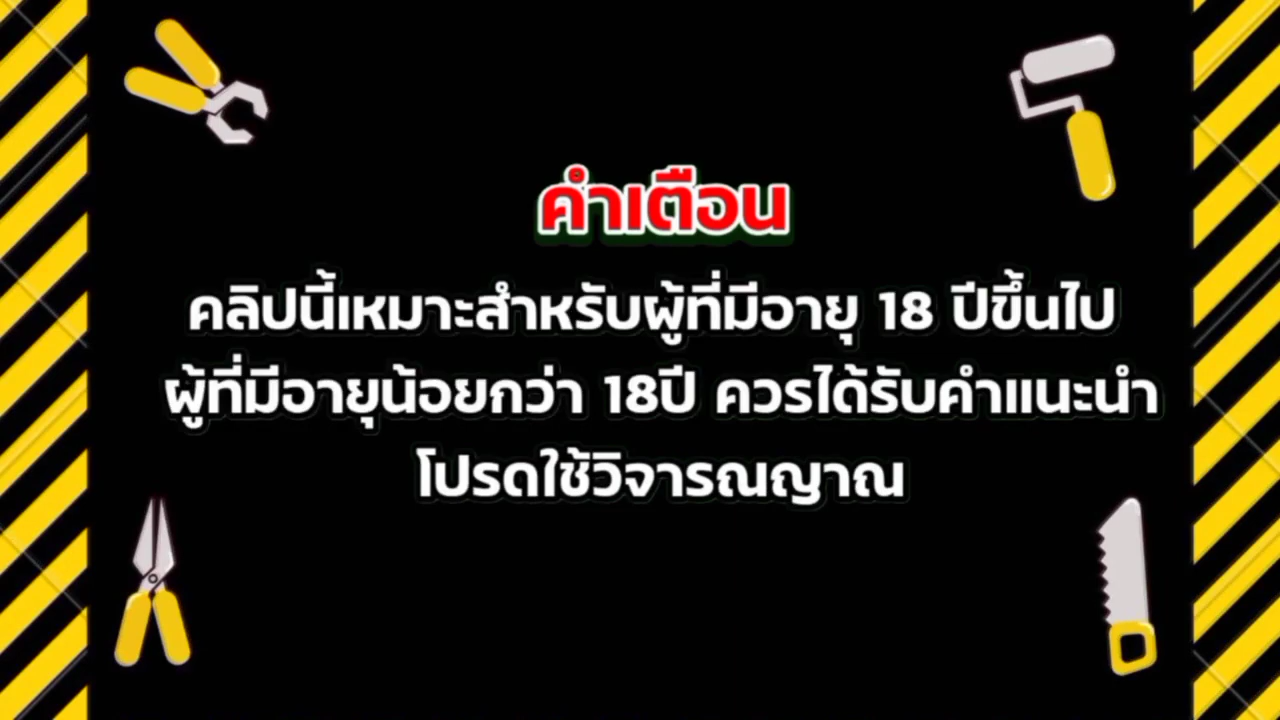 คำเตือน
คลิปนี้เหมาะสำหรับผู้ที่มีอายุ 18 ปีขึ้นไป
ผู้ที่มีอายุน้อยกว่า 18ปี ควรได้รับคำแนะนำ
โปรดใช้วิจารณญาณ